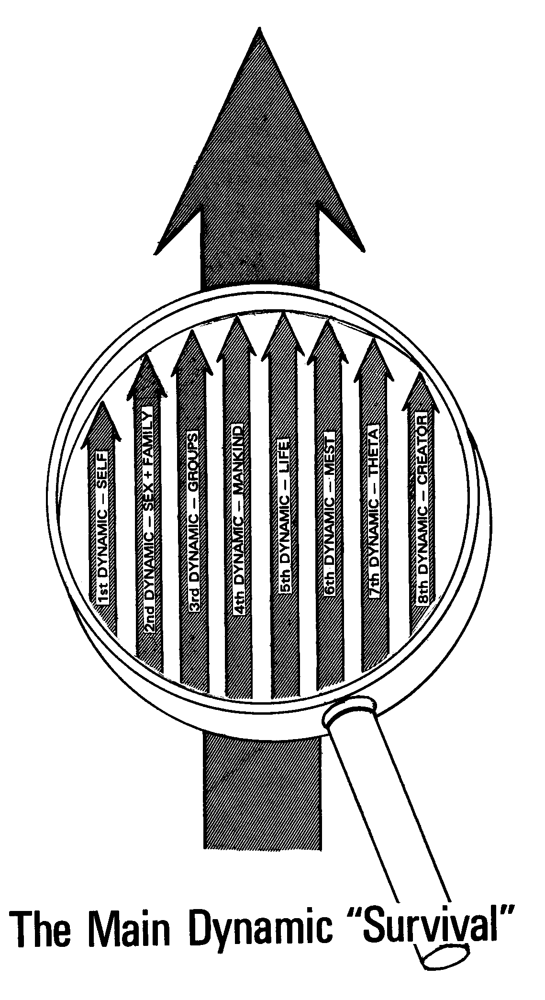 1st DYNAMIC – SELF
2nd DYNAMIC – SEX + FAMILY
3rd DYNAMIC – GROUPS
4th DYNAMIC – MANKIND
5th DYNAMIC – LIFE
6th DYNAMIC – MEST
7th DYNAMIC – THETA
8th DYNAMIC – CREATOR
The Main Dynamic “Survival”